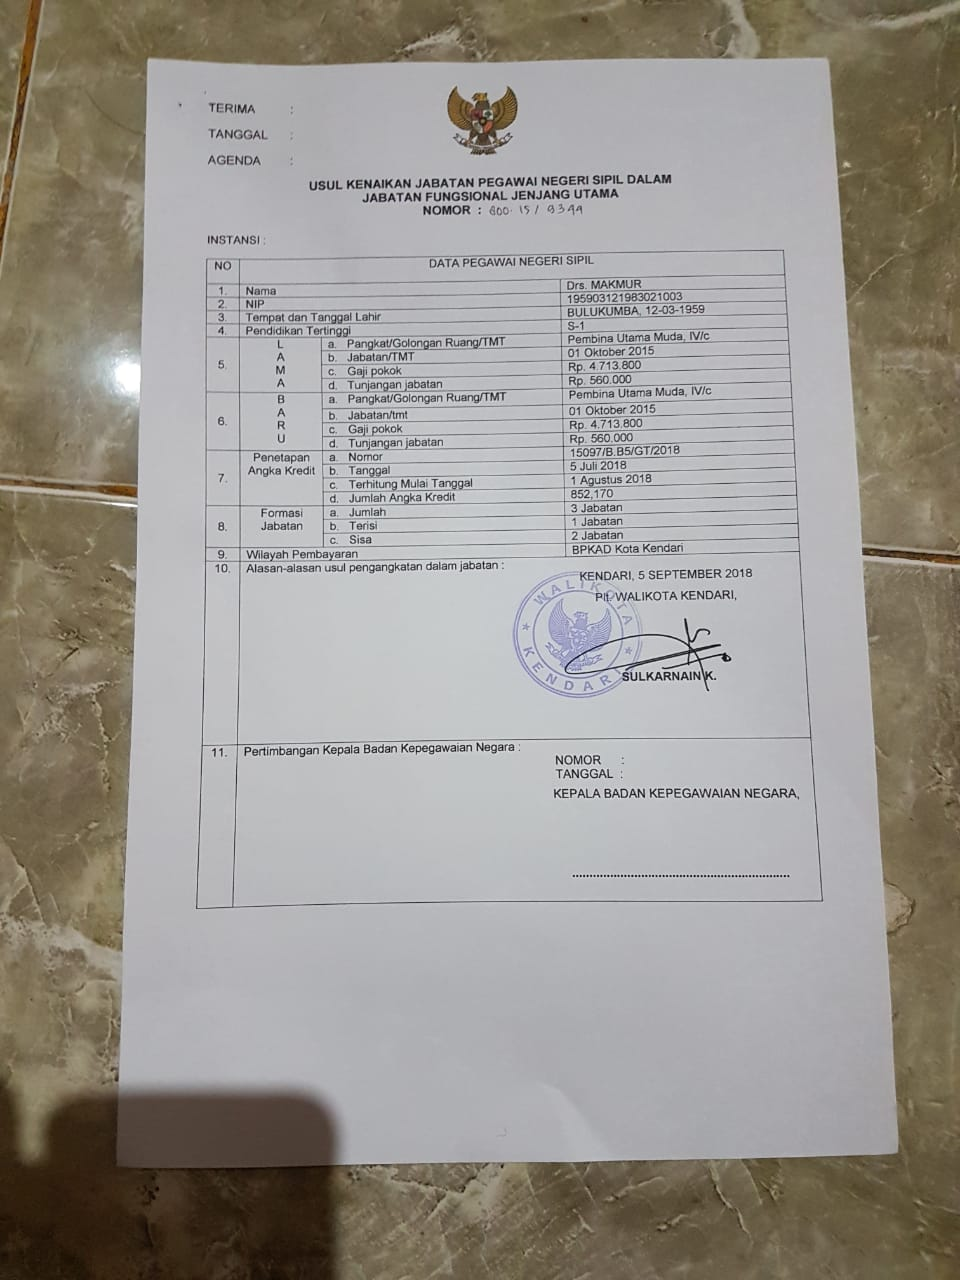 TERIMA :
TANGGAL :
AGENDA :
USUL KENAIKAN JABATAN PEGAWAI NEGERI SIPIL DALAM
JABATAN FUNGSIONAL JENJANG UTAMA
NOMOR : 800.15/9399
INSTANSI :
NO DATA PEGAWAI NEGERI SIPIL
1. Nama Drs. MAKMUR
2. NIP 195903121983021003
3. Tempat dan Tanggal Lahir BULUKUMBA, 12-03-1959
4. Pendidikan Tertinggi S-1
5. LAMA a. Pangkat/Golongan Ruang/TMT Pembina Utama Muda, IV/c
b. Jabatan/TMT 01 Oktober 2015
c. Gaji pokok Rp. 4.713.800
d. Tunjangan jabatan Rp. 560.000
6. BARU a. Pangkat/Golongan Ruang/TMT Pembina Utama Muda, IV/c
b. Jabatan/tmt 01 Oktober 2015
c. Gaji pokok Rp. 4.713.800
d. Tunjangan jabatan Rp. 560.000
7. Penetapan Angka Kredit a. Nomor 15097/B.B5/GT/2018
b. Tanggal 5 Juli 2018
c. Terhitung Mulai Tanggal 1 Agustus 2018
d. Jumlah Angka Kredit 852,170
8. Formasi Jabatan a. Jumlah 3 Jabatan
b. Terisi 1 Jabatan
c. Sisa 2 Jabatan
9. Wilayah Pembayaran BPKAD Kota Kendari
10. Alasan-alasan usul pengangkatan dalam jabatan :
KENDARI, 5 SEPTEMBER 2018
Plt. WALIKOTA KENDARI,
WALIKOTA
KENDARI
SULKARNAIN K.
11. Pertimbangan Kepala Badan Kepegawaian Negara :
NOMOR :
TANGGAL :
KEPALA BADAN KEPEGAWAIAN NEGARA,